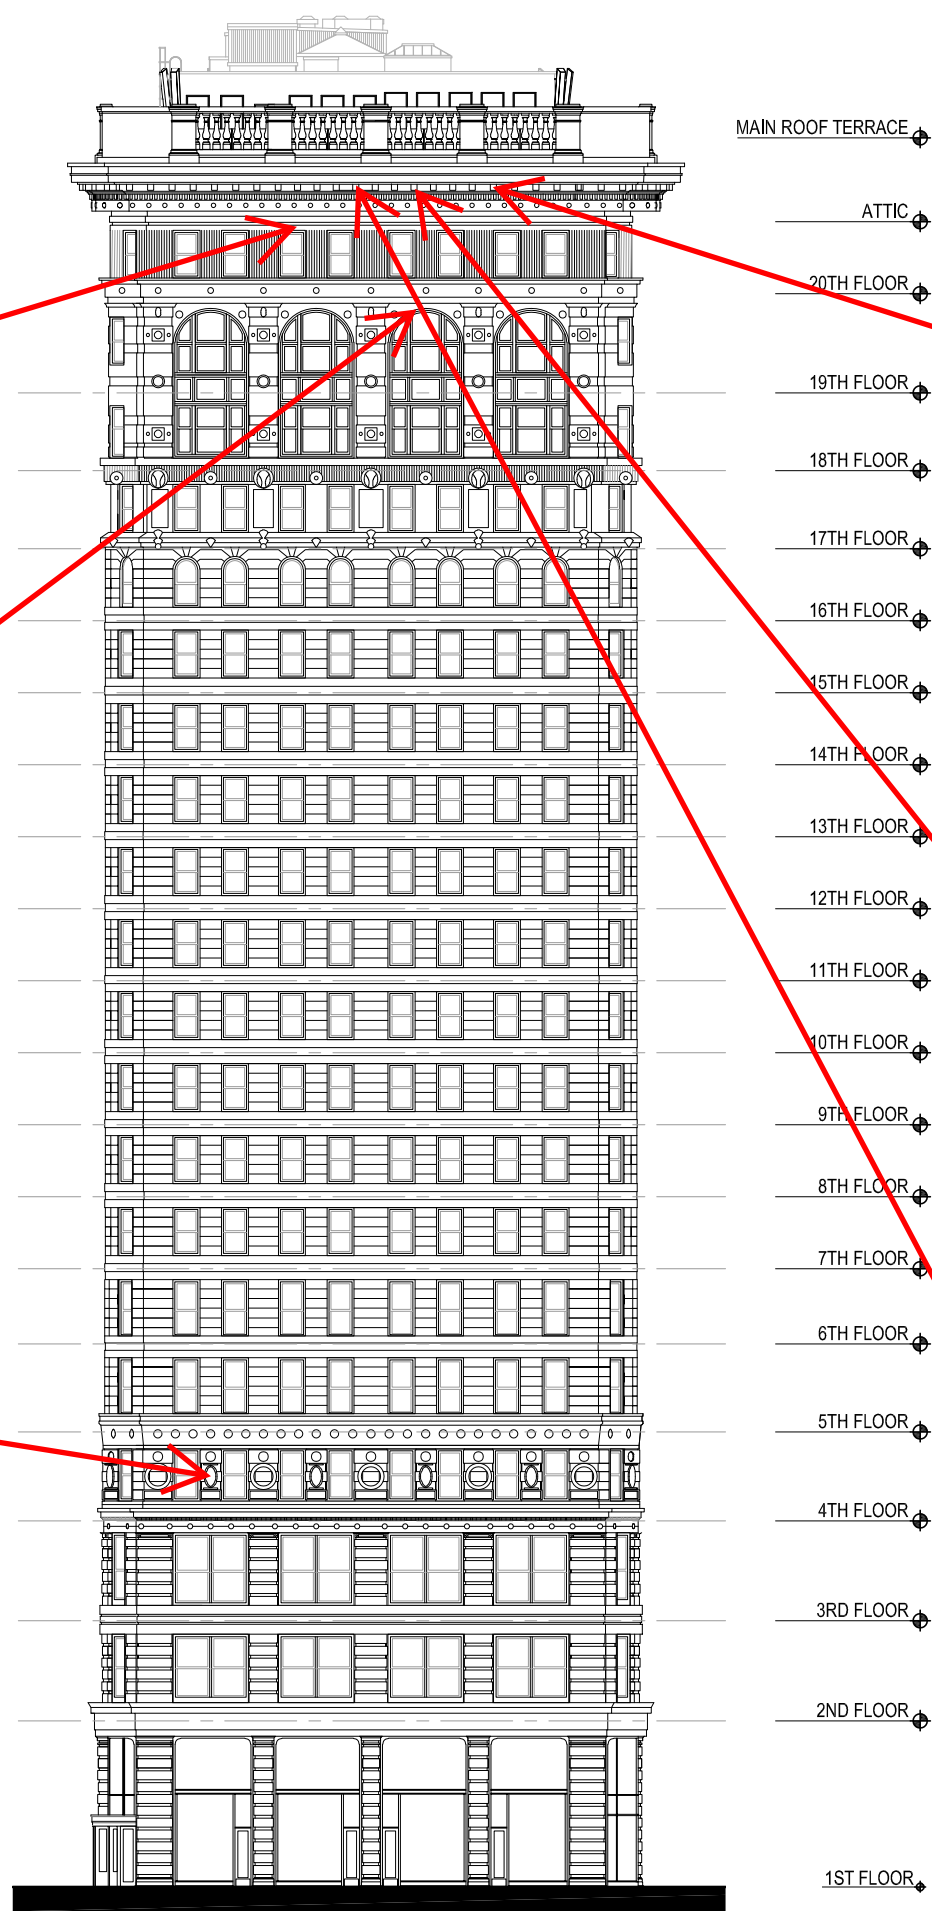 MAIN ROOF TERRACE
ATTIC
20TH FLOOR
19TH FLOOR
18TH FLOOR
17TH FLOOR
16TH FLOOR
15TH FLOOR
14TH FLOOR
13TH FLOOR
12TH FLOOR
11TH FLOOR
10TH FLOOR
9TH FLOOR
8TH FLOOR
7TH FLOOR
6TH FLOOR
5TH FLOOR
4TH FLOOR
3RD FLOOR
2ND FLOOR
1ST FLOOR